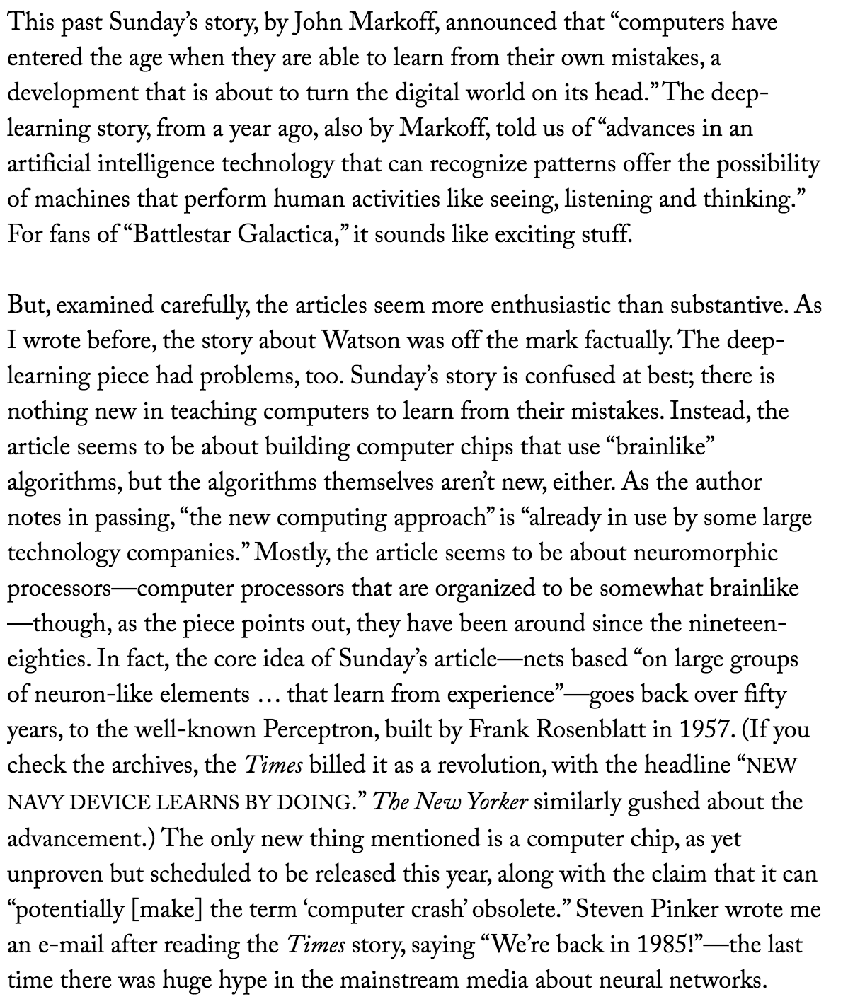 This past Sunday’s story, by John Markoff, announced that “computers have
entered the age when they are able to learn from their own mistakes, a
development that is about to turn the digital world on its head.” The deep-
learning story, from a year ago, also by Markoff, told us of “advances in an
artificial intelligence technology that can recognize patterns offer the possibility
of machines that perform human activities like seeing, listening and thinking.”
For fans of “Battlestar Galactica,” it sounds like exciting stuff.
But, examined carefully, the articles seem more enthusiastic than substantive. As
I wrote before, the story about Watson was off the mark factually. The deep-
learning piece had problems, too. Sunday’s story is confused at best; there is
nothing new in teaching computers to learn from their mistakes. Instead, the
article seems to be about building computer chips that use “brainlike”
algorithms, but the algorithms themselves aren’t new, either. As the author
notes in passing, “the new computing approach” is “already in use by some large
technology companies.” Mostly, the article seems to be about neuromorphic
processors—computer processors that are organized to be somewhat brainlike
—though, as the piece points out, they have been around since the nineteen-
eighties. In fact, the core idea of Sunday’s article—nets based “on large groups
of neuron-like elements … that learn from experience”—goes back over fifty
years, to the well-known Perceptron, built by Frank Rosenblatt in 1957. (If you
check the archives, the Times billed it as a revolution, with the headline “NEW
NAVY DEVICE LEARNS BY DOING.” The New Yorker similarly gushed about the
advancement.) The only new thing mentioned is a computer chip, as yet
unproven but scheduled to be released this year, along with the claim that it can
“potentially [make] the term ‘computer crash’ obsolete.” Steven Pinker wrote me
an e-mail after reading the Times story, saying “We’re back in 1985!”—the last
time there was huge hype in the mainstream media about neural networks.